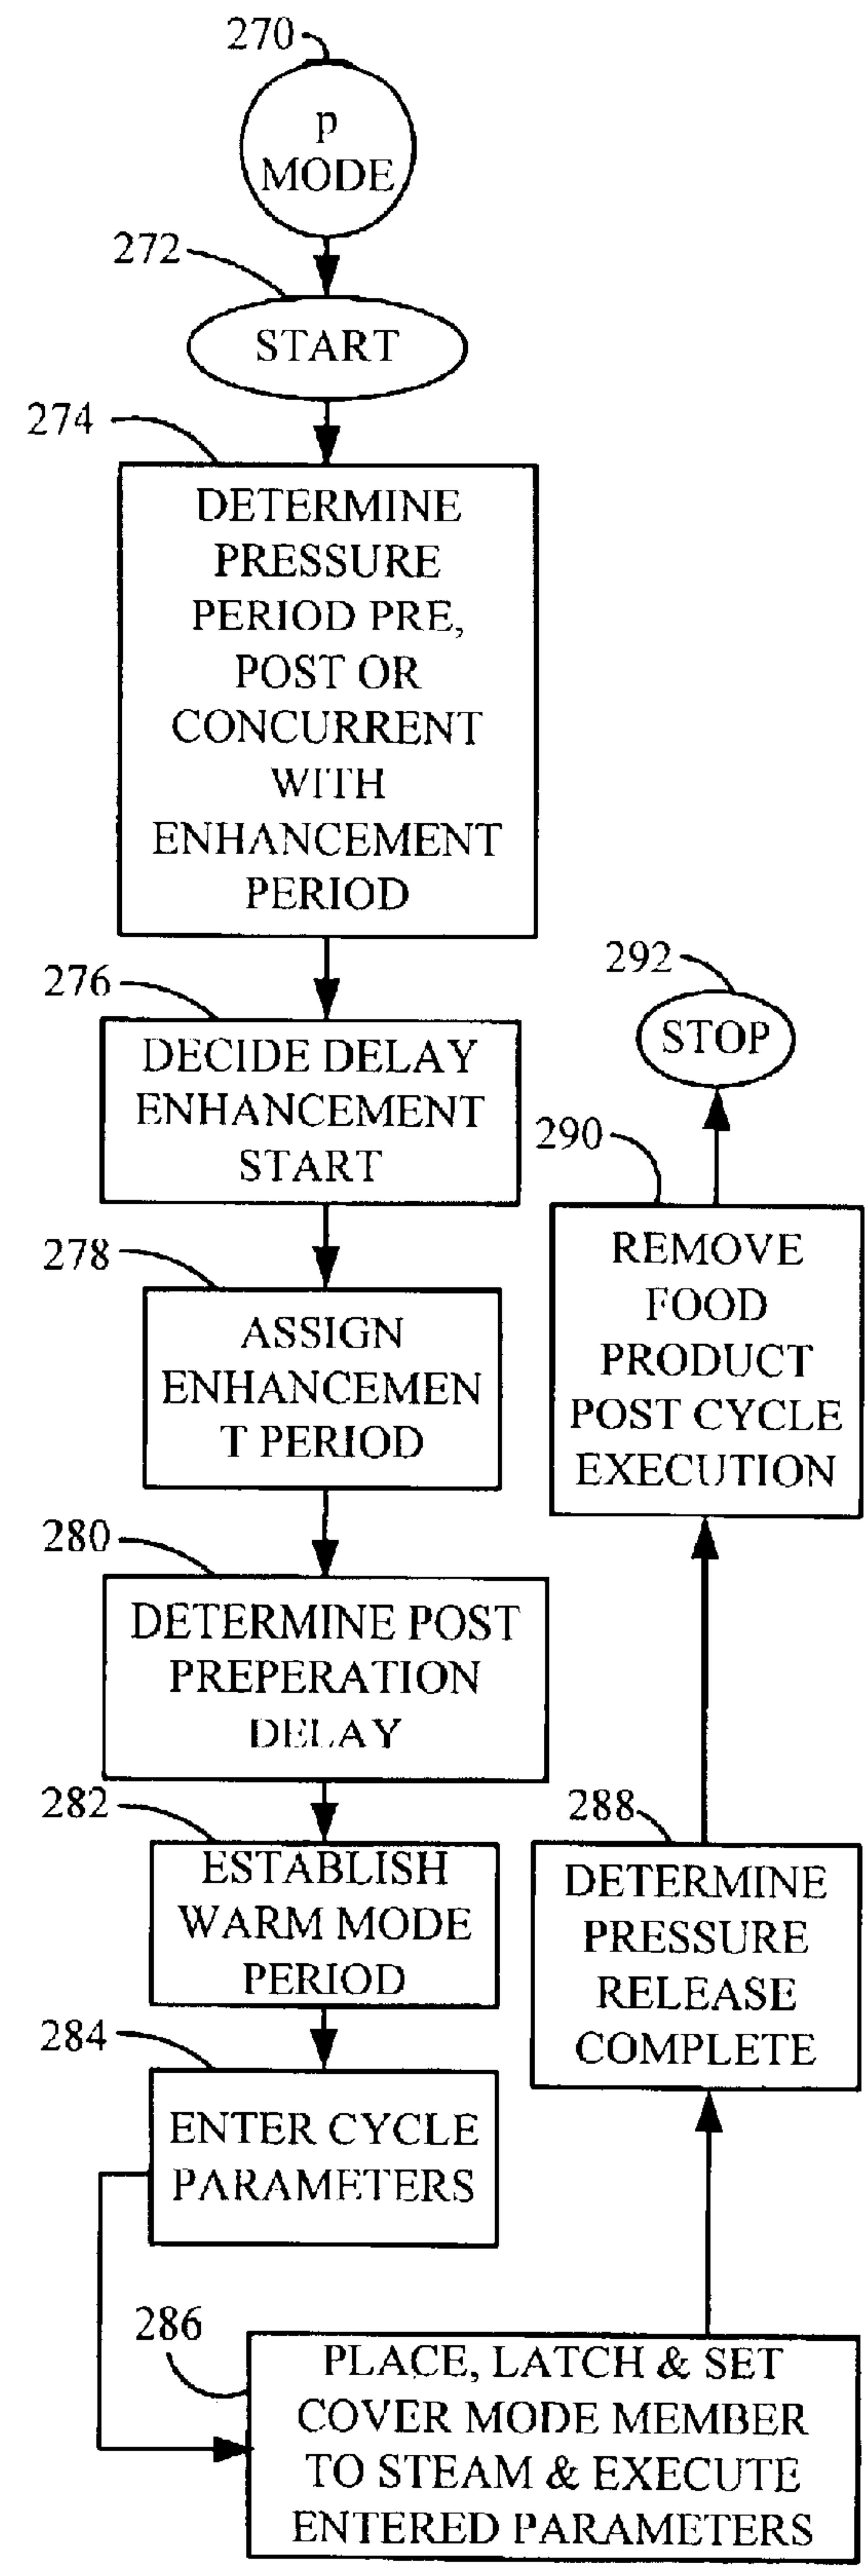 270
p
MODE
272
START
274
DETERMINE
PRESSURE
PERIOD PRE,
POST OR
CONCURRENT
WITH
ENHANCEMENT
PERIOD
276
DECIDE DELAY
ENHANCEMENT
START
278
ASSIGN
ENHANCEMEN
T PERIOD
280
DETERMINE POST
PREPERATION
DELAY
282
ESTABLISH
WARM MODE
PERIOD
284
ENTER CYCLE
PARAMETERS
286
PLACE, LATCH & SET
COVER MODE MEMBER
TO STEAM & EXECUTE
ENTERED PARAMETERS
288
DETERMINE
PRESSURE
RELEASE
COMPLETE
290
REMOVE
FOOD
PRODUCT
POST CYCLE
EXECUTION
292
STOP